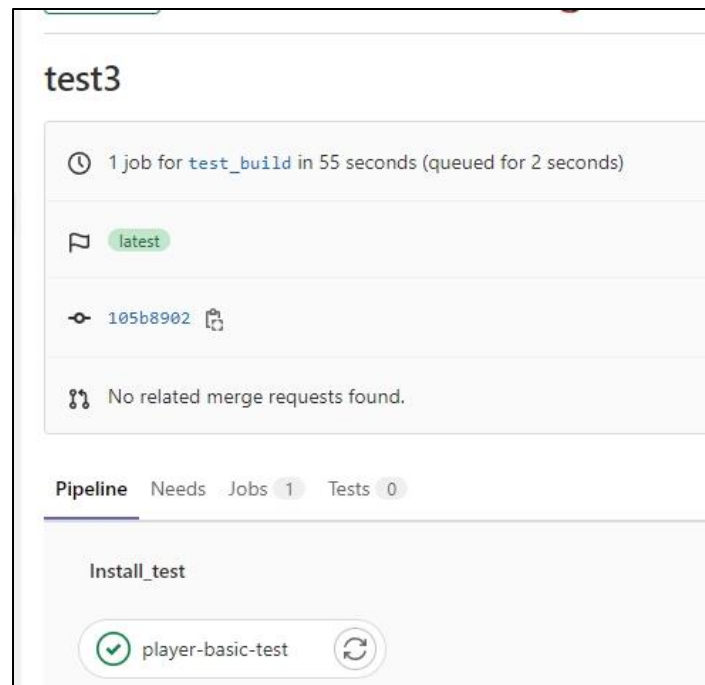 test3
1 job for test_build in 55 seconds (queued for 2 seconds)
latest
105b8902
No related merge requests found.
Pipeline Needs Jobs 1 Tests 0
Install_test
player-basic-test